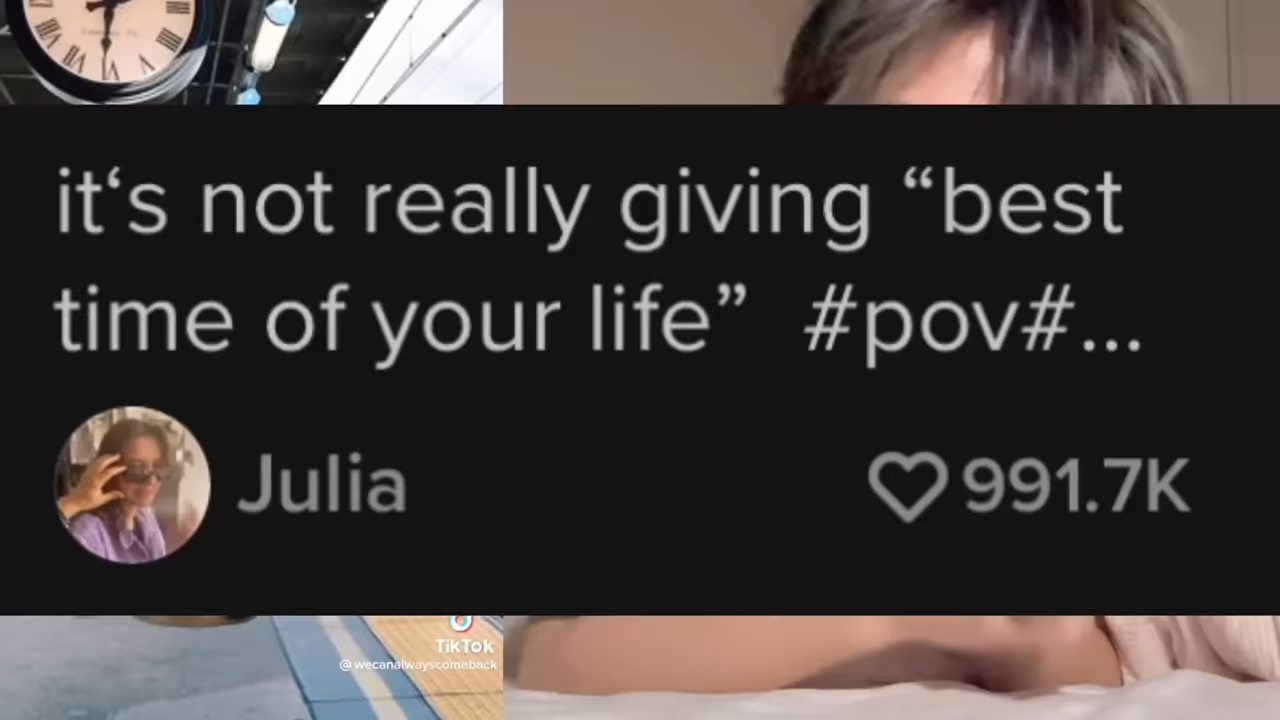 it‘s not really giving “best
time of your life” #pov#...
Julia
991.7K
TikTok
@wecanalwayscomeback